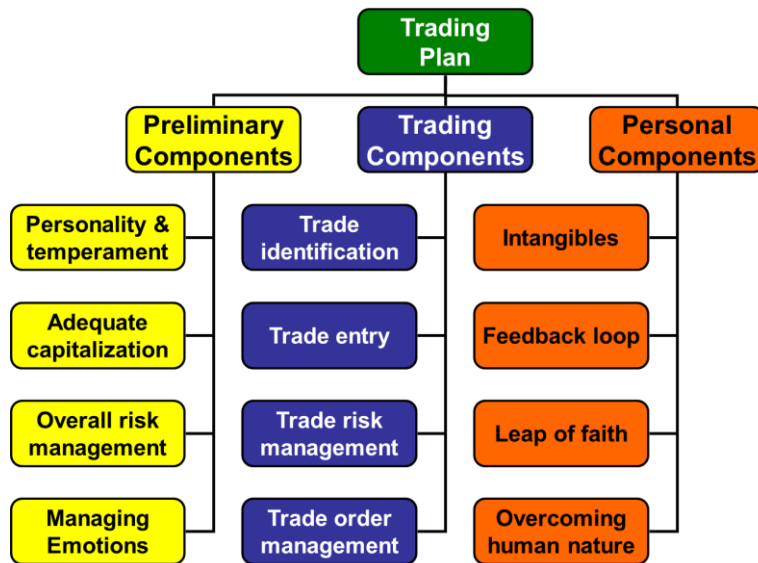 Trading
Plan
Preliminary
Components
Trading
Components
Personal
Components
Personality &
temperament
Trade
identification
Intangibles
Adequate
capitalization
Trade entry
Feedback loop
Overall risk
management
Trade risk
management
Leap of faith
Managing
Emotions
Trade order
management
Overcoming
human nature